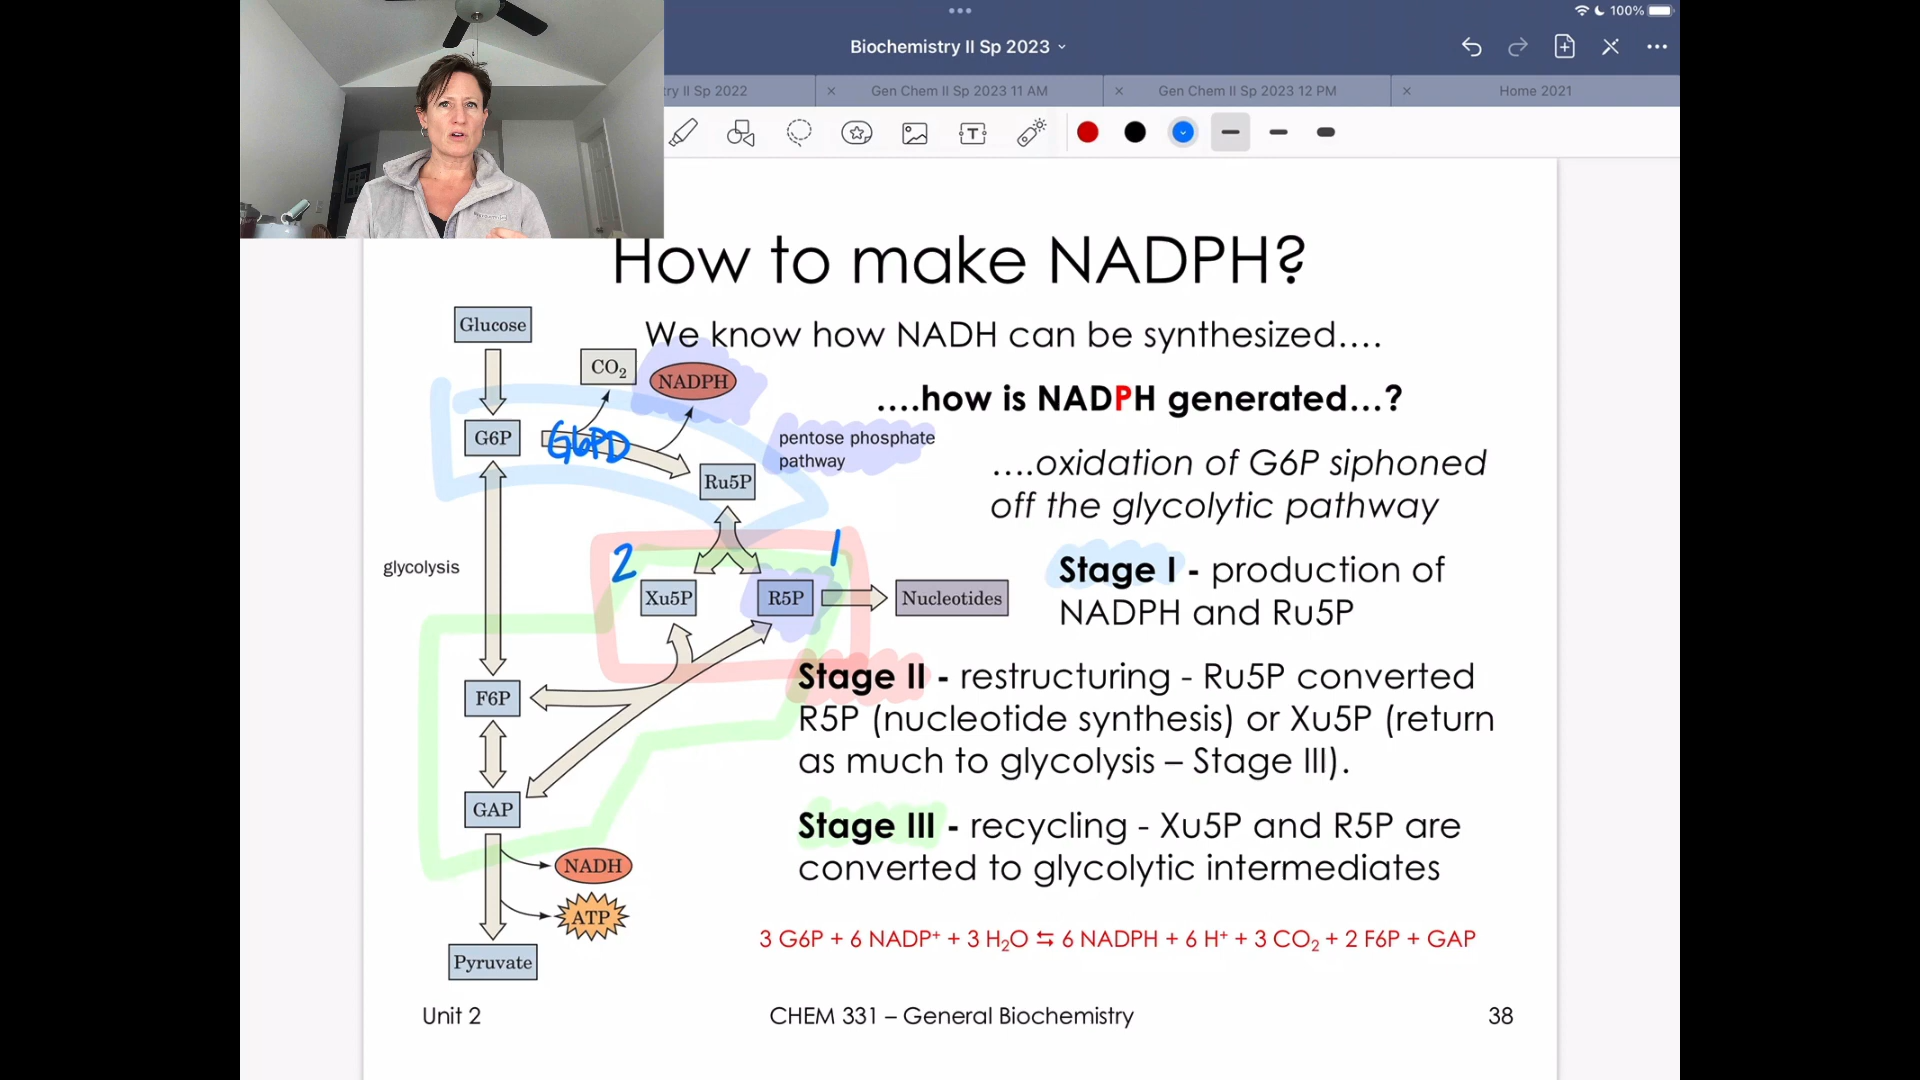 100%
Biochemistry II Sp 2023
try II Sp 2022
Gen Chem II Sp 2023 11 AM
Gen Chem II Sp 2023 12 PM
Home 2021
How to make NADPH?
We know how NADH can be synthesized....
....how is NADPH generated...?
....oxidation of G6P siphoned
off the glycolytic pathway
Stage I - production of
NADPH and Ru5P
Stage II - restructuring - Ru5P converted
R5P (nucleotide synthesis) or Xu5P (return
as much to glycolysis – Stage III).
Stage III - recycling - Xu5P and R5P are
converted to glycolytic intermediates
3 G6P + 6 NADP⁺ + 3 H₂O ⇆ 6 NADPH + 6 H⁺ + 3 CO₂ + 2 F6P + GAP
Glucose
CO₂
NADPH
G6P
G6PD
pentose phosphate
pathway
Ru5P
2
1
glycolysis
Xu5P
R5P
Nucleotides
F6P
GAP
NADH
ATP
Pyruvate
Unit 2
CHEM 331 – General Biochemistry
38